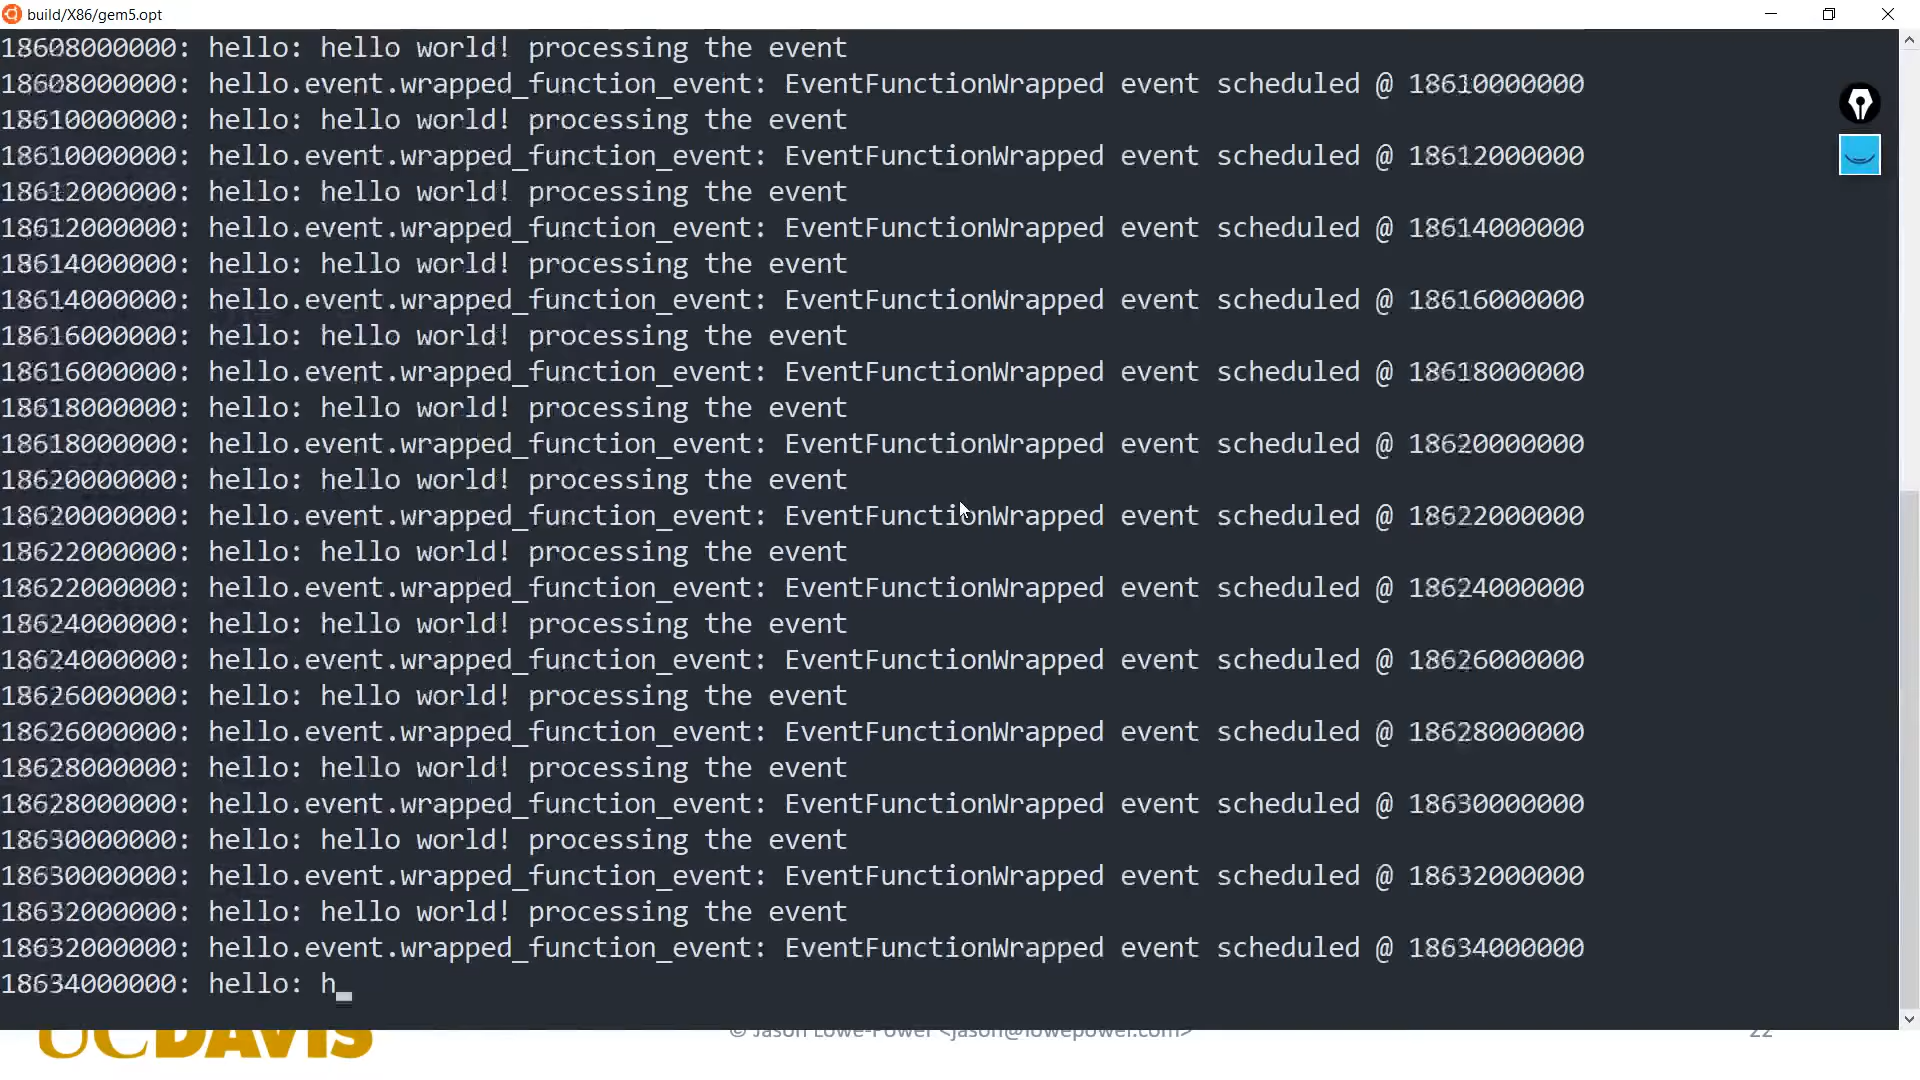 build/X86/gem5.opt
18608000000: hello: hello world! processing the event
18608000000: hello.event.wrapped_function_event: EventFunctionWrapped event scheduled @ 18610000000
18610000000: hello: hello world! processing the event
18610000000: hello.event.wrapped_function_event: EventFunctionWrapped event scheduled @ 18612000000
18612000000: hello: hello world! processing the event
18612000000: hello.event.wrapped_function_event: EventFunctionWrapped event scheduled @ 18614000000
18614000000: hello: hello world! processing the event
18614000000: hello.event.wrapped_function_event: EventFunctionWrapped event scheduled @ 18616000000
18616000000: hello: hello world! processing the event
18616000000: hello.event.wrapped_function_event: EventFunctionWrapped event scheduled @ 18618000000
18618000000: hello: hello world! processing the event
18618000000: hello.event.wrapped_function_event: EventFunctionWrapped event scheduled @ 18620000000
18620000000: hello: hello world! processing the event
18620000000: hello.event.wrapped_function_event: EventFunctionWrapped event scheduled @ 18622000000
18622000000: hello: hello world! processing the event
18622000000: hello.event.wrapped_function_event: EventFunctionWrapped event scheduled @ 18624000000
18624000000: hello: hello world! processing the event
18624000000: hello.event.wrapped_function_event: EventFunctionWrapped event scheduled @ 18626000000
18626000000: hello: hello world! processing the event
18626000000: hello.event.wrapped_function_event: EventFunctionWrapped event scheduled @ 18628000000
18628000000: hello: hello world! processing the event
18628000000: hello.event.wrapped_function_event: EventFunctionWrapped event scheduled @ 18630000000
18630000000: hello: hello world! processing the event
18630000000: hello.event.wrapped_function_event: EventFunctionWrapped event scheduled @ 18632000000
18632000000: hello: hello world! processing the event
18632000000: hello.event.wrapped_function_event: EventFunctionWrapped event scheduled @ 18634000000
18634000000: hello: h
UCDAVIS © Jason Lowe-Power <jason@lowepower.com> 22